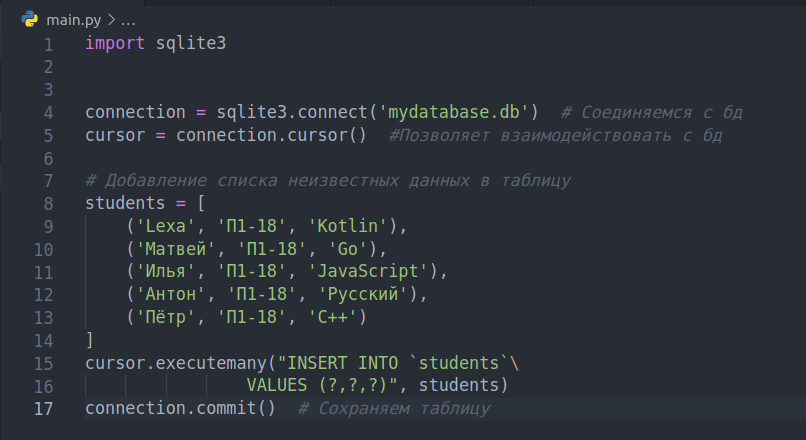 main.py > ...
1 import sqlite3
2
3
4 connection = sqlite3.connect('mydatabase.db')  # Соединяемся с бд
5 cursor = connection.cursor()  #Позволяет взаимодействовать с бд
6
7 # Добавление списка неизвестных данных в таблицу
8 students = [
9     ('Lexa', 'П1-18', 'Kotlin'),
10     ('Матвей', 'П1-18', 'Go'),
11     ('Илья', 'П1-18', 'JavaScript'),
12     ('Антон', 'П1-18', 'Русский'),
13     ('Пётр', 'П1-18', 'C++')
14 ]
15 cursor.executemany("INSERT INTO `students`\
16                 VALUES (?,?,?)", students)
17 connection.commit()  # Сохраняем таблицу